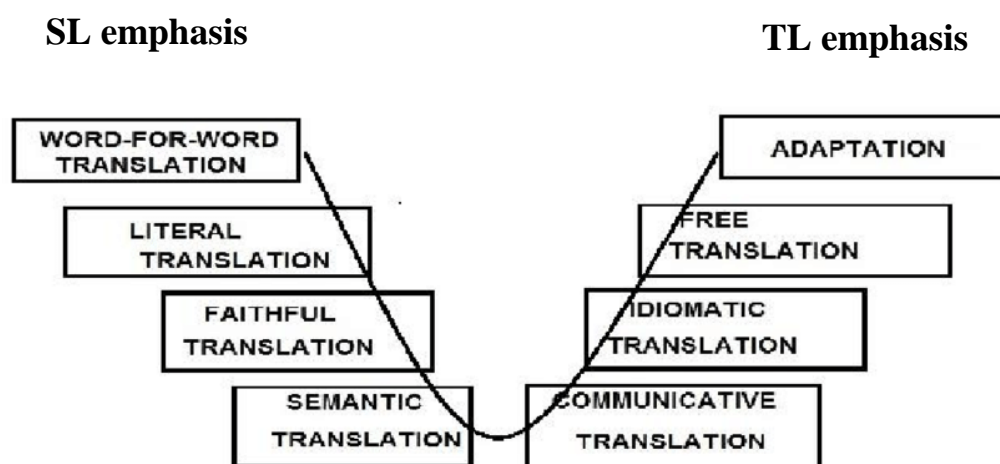 SL emphasis
TL emphasis
WORD-FOR-WORD
TRANSLATION
ADAPTATION
LITERAL
TRANSLATION
FREE
TRANSLATION
FAITHFUL
TRANSLATION
IDIOMATIC
TRANSLATION
SEMANTIC
TRANSLATION
COMMUNICATIVE
TRANSLATION